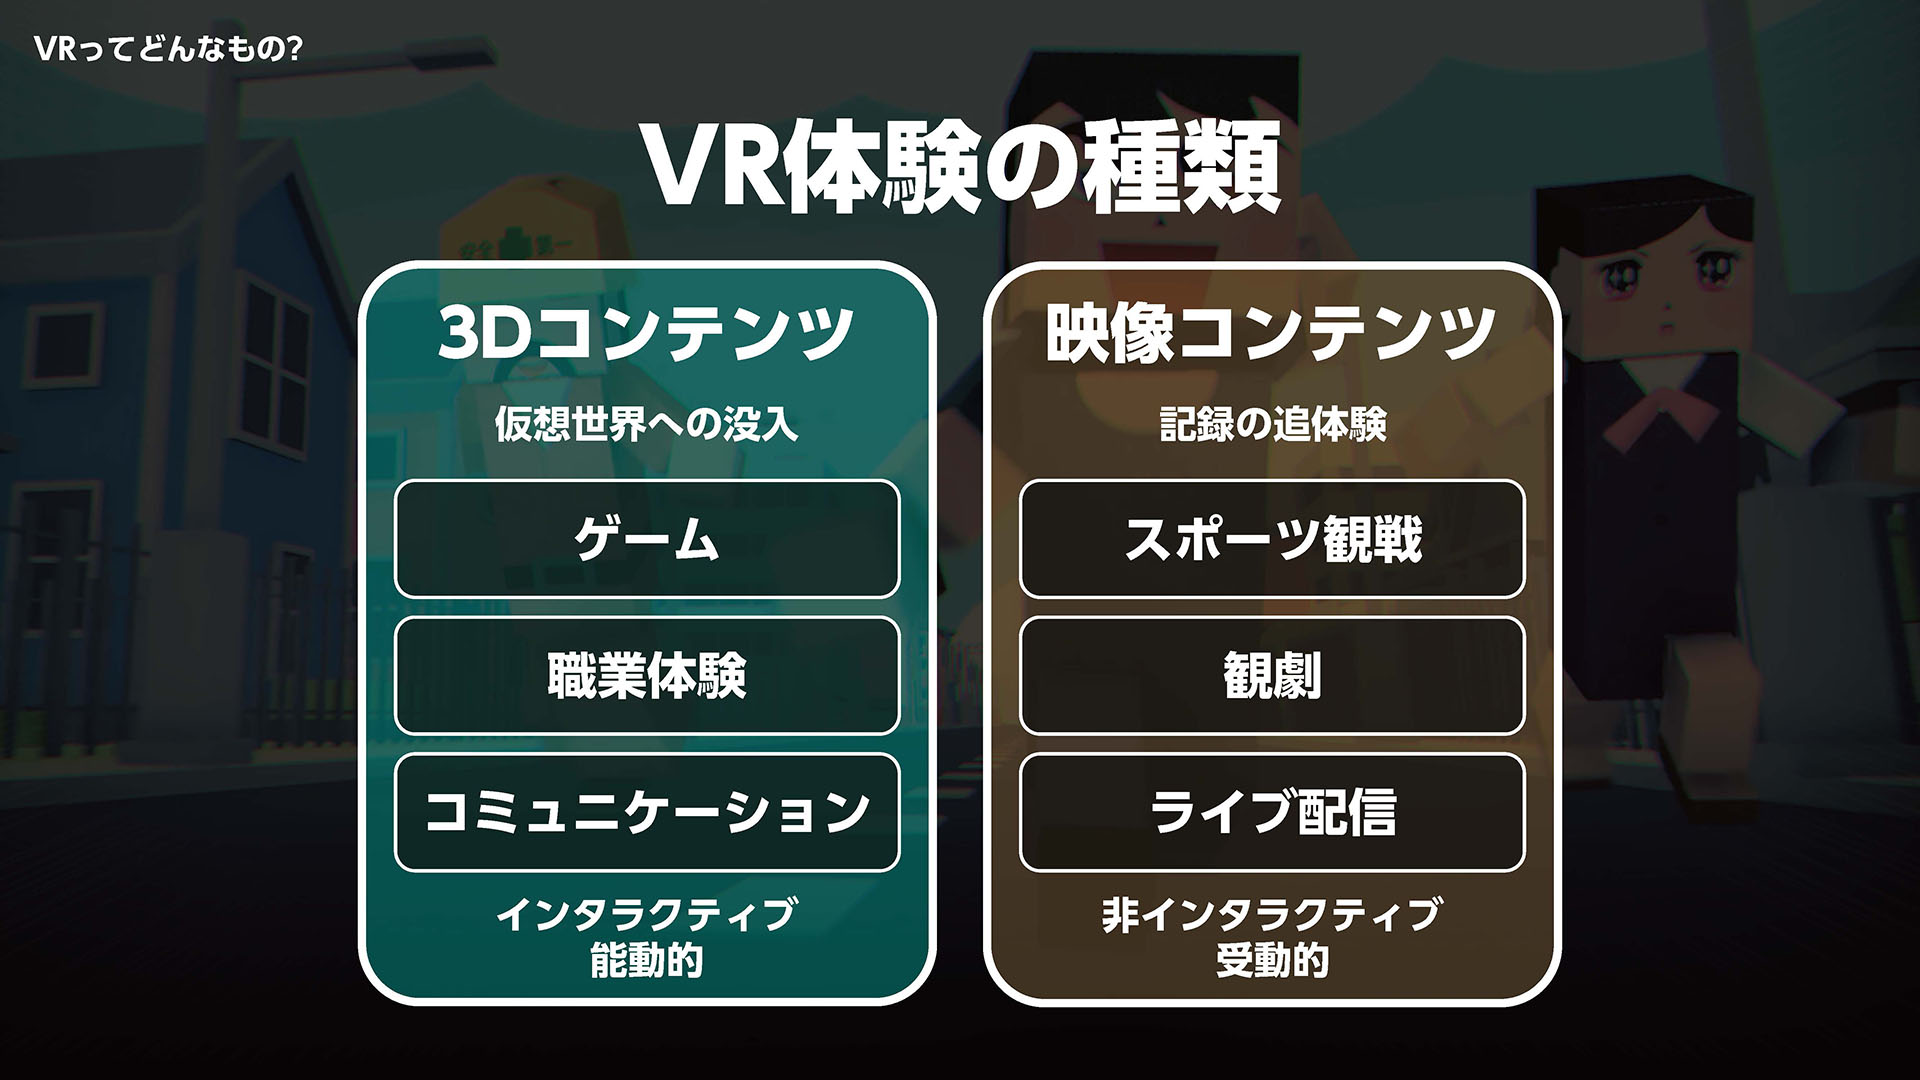 VRってどんなもの?
VR体験の種類
安全 第一
3Dコンテンツ
仮想世界への没入
ゲーム
職業体験
コミュニケーション
インタラクティブ
能動的
映像コンテンツ
記録の追体験
スポーツ観戦
観劇
ライブ配信
非インタラクティブ
受動的